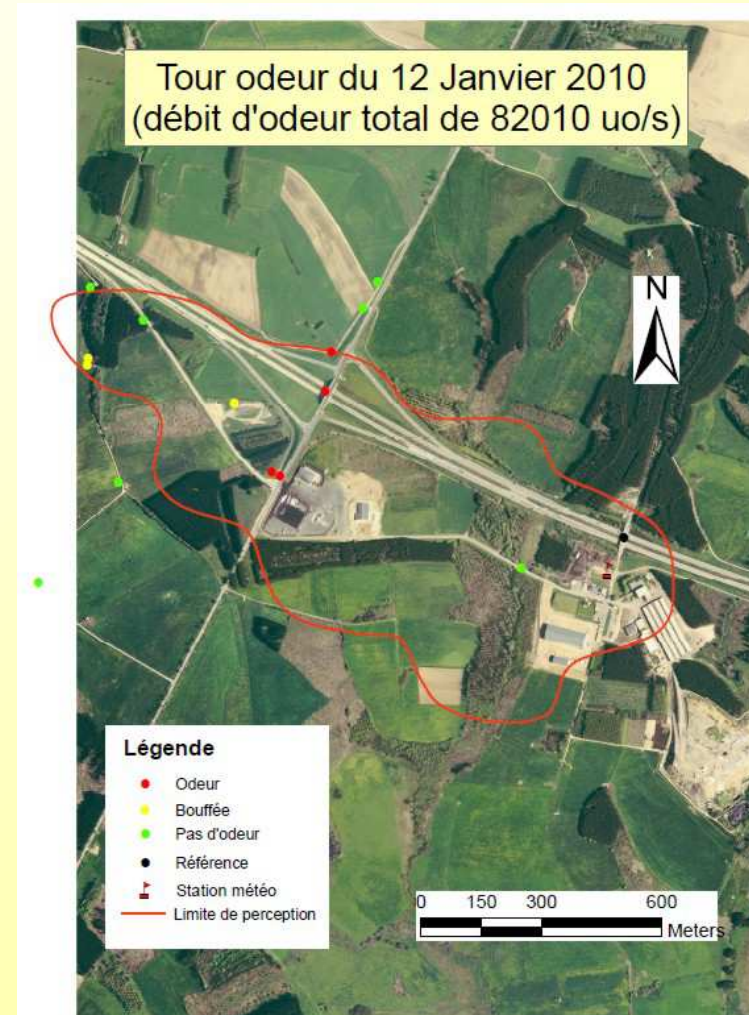 Tour odeur du 12 Janvier 2010
(débit d'odeur total de 82010 uo/s)
N
Légende
Odeur
Bouffée
Pas d'odeur
Référence
Station météo
Limite de perception
0 150 300 600
Meters